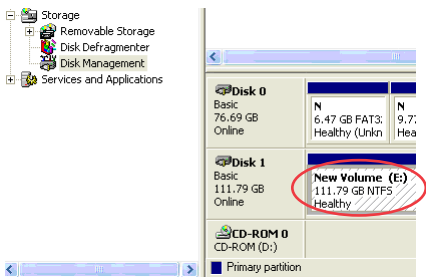 Storage
Removable Storage
Disk Defragmenter
Disk Management
Services and Applications
Disk 0
Basic
76.69 GB
Online
N
6.47 GB FAT3
Healthy (Unkn
N
9.7
Hea
Disk 1
Basic
111.79 GB
Online
New Volume (E:)
111.79 GB NTFS
Healthy
CD-ROM 0
CD-ROM (D:)
Primary partition